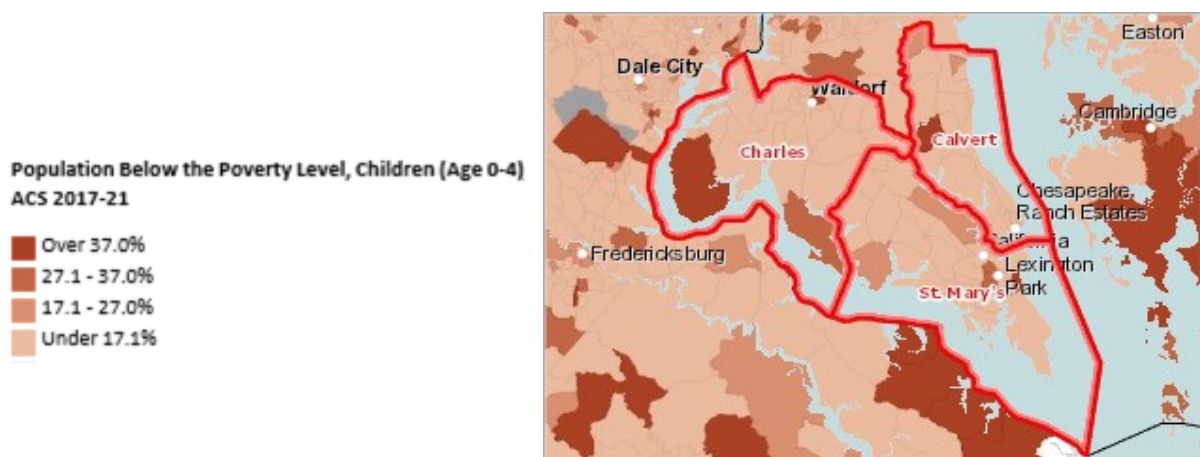 Population Below the Poverty Level, Children (Age 0-4)
ACS 2017-21
Over 37.0%
27.1 - 37.0%
17.1 - 27.0%
Under 17.1%
Easton
Dale City
Waldorf
Cambridge
Charles
Calvert
Chesapeake
Ranch Estates
Fredericksburg
California
Lexington
Park
St. Mary's